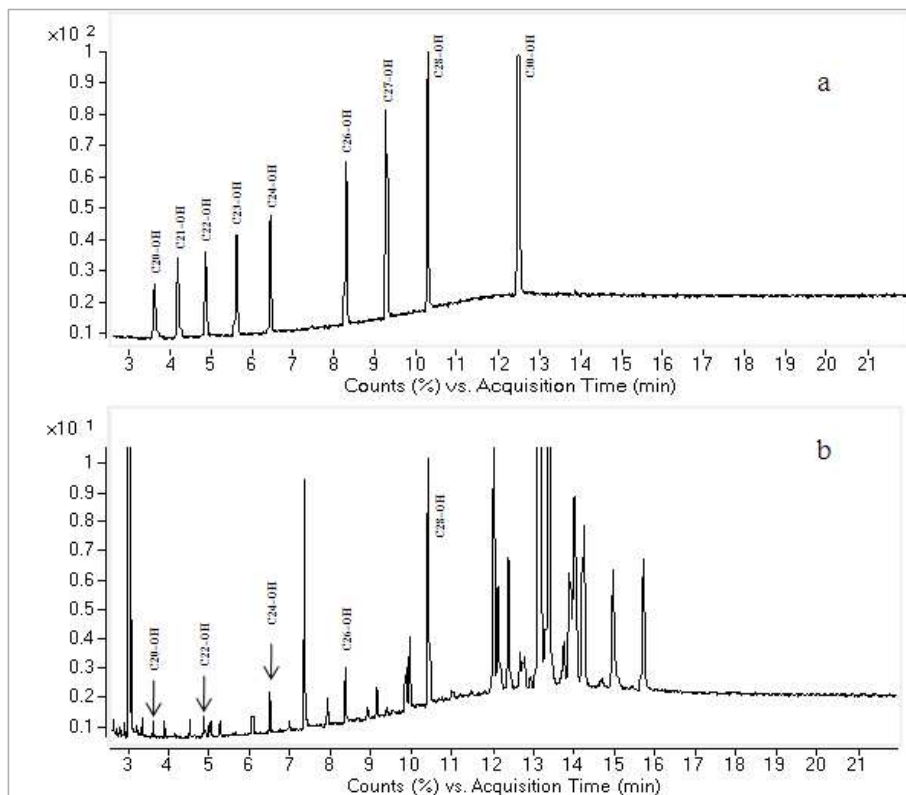 ×10 2
a
1
0.9
0.8
0.7
0.6
0.5
0.4
0.3
0.2
0.1
C20-OH
C21-OH
C22-OH
C23-OH
C24-OH
C26-OH
C27-OH
C28-OH
C30-OH
3 4 5 6 7 8 9 10 11 12 13 14 15 16 17 18 19 20 21
Counts (%) vs. Acquisition Time (min)
×10 1
b
1
0.9
0.8
0.7
0.6
0.5
0.4
0.3
0.2
0.1
C20-OH
C22-OH
C24-OH
C26-OH
C28-OH
3 4 5 6 7 8 9 10 11 12 13 14 15 16 17 18 19 20 21
Counts (%) vs. Acquisition Time (min)